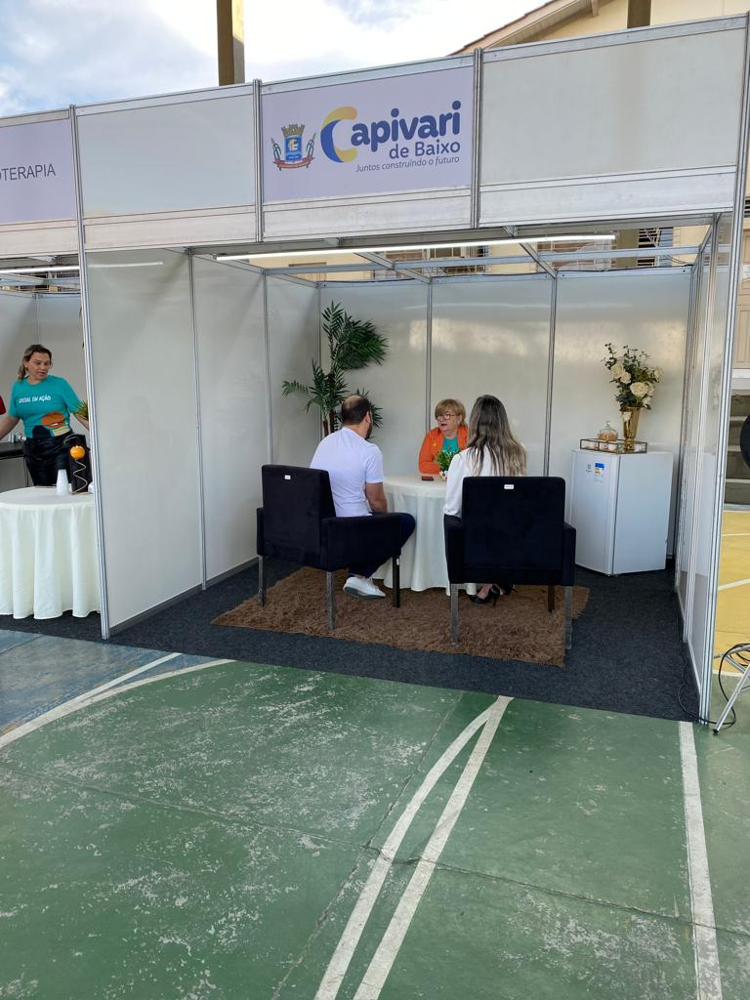 OTERAPIA
Capivari
de Baixo
Juntos construindo o futuro
SOCIAL EM AÇÃO